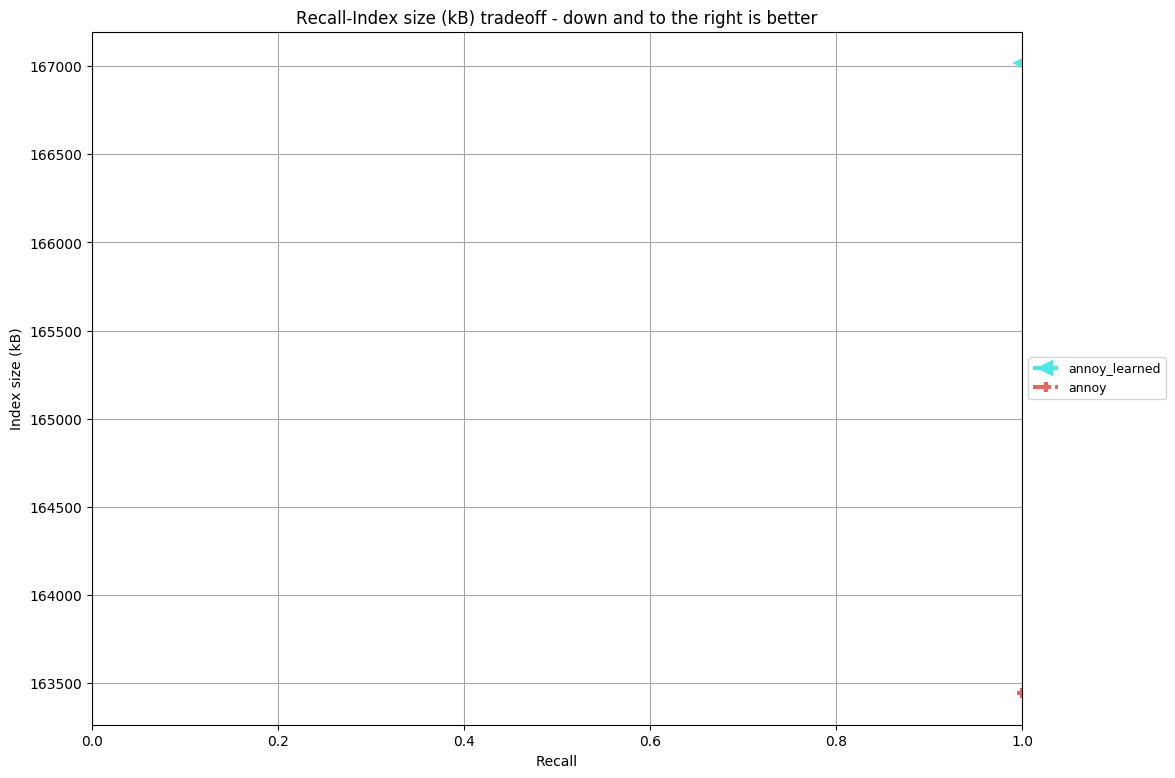 Recall-Index size (kB) tradeoff - down and to the right is better
167000
166500
166000
165500
165000
164500
164000
163500
Index size (kB)
0.0 0.2 0.4 0.6 0.8 1.0
Recall
annoy_learned
annoy